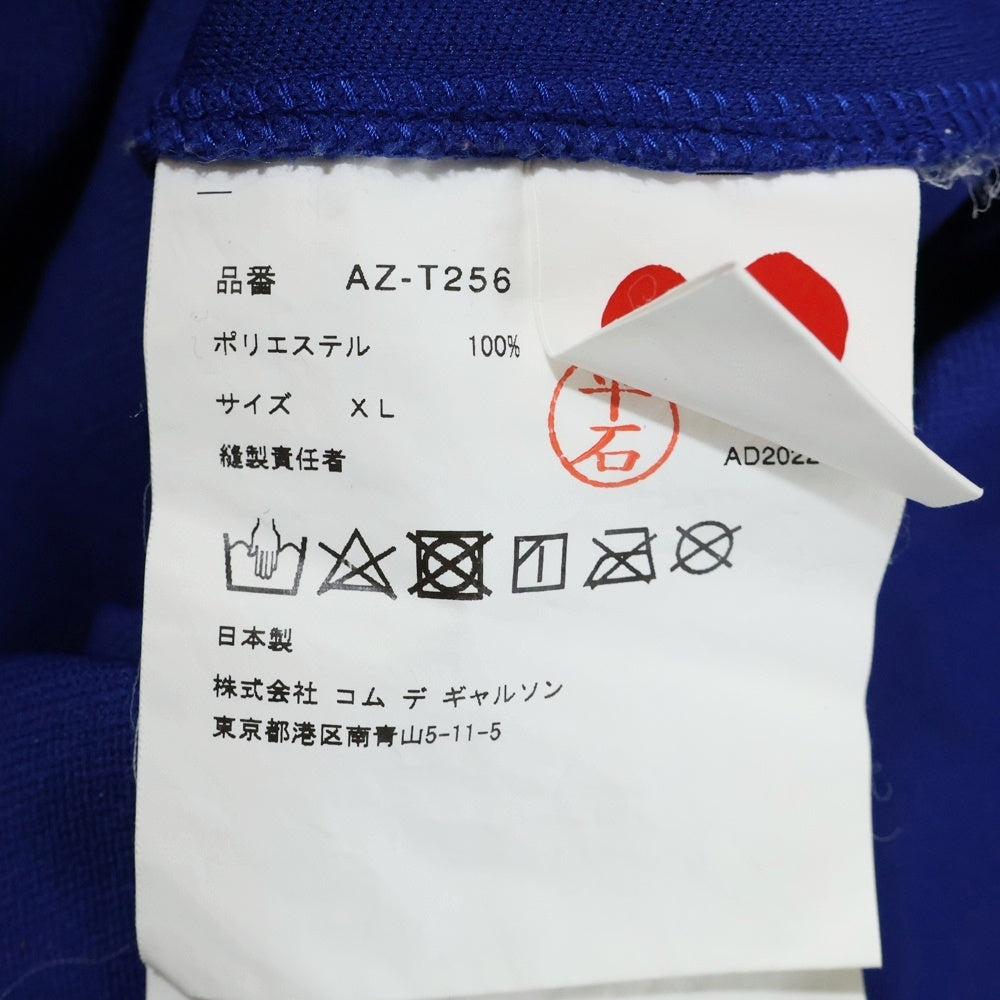 品番 AZ-T256
ポリエステル 100%
サイズ XL
縫製責任者
石
AD2022
日本製
株式会社 コム デ ギャルソン
東京都港区南青山5-11-5